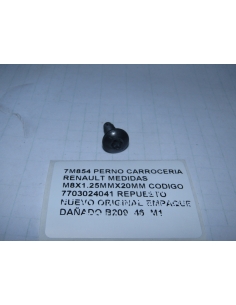 7M854 PERNO CARROCERIA
RENAULT MEDIDAS
M8X1.25MMX20MM CODIGO
7703024041 REPUESTO
NUEVO ORIGINAL EMPAQUE
DAÑADO B209 46 M1